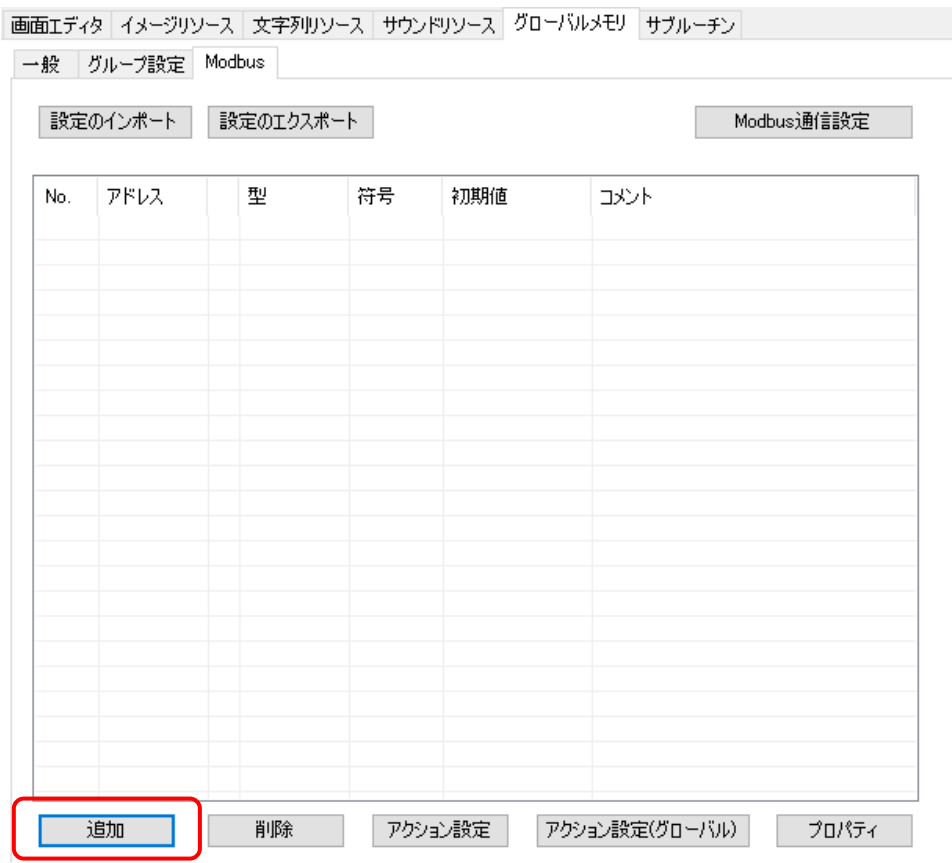 画面エディタ イメージリソース 文字列リソース サウンドリソース グローバルメモリ サブルーチン
一般 グループ設定 Modbus
設定のインポート 設定のエクスポート Modbus通信設定
No. アドレス 型 符号 初期値 コメント
追加 削除 アクション設定 アクション設定(グローバル) プロパティ